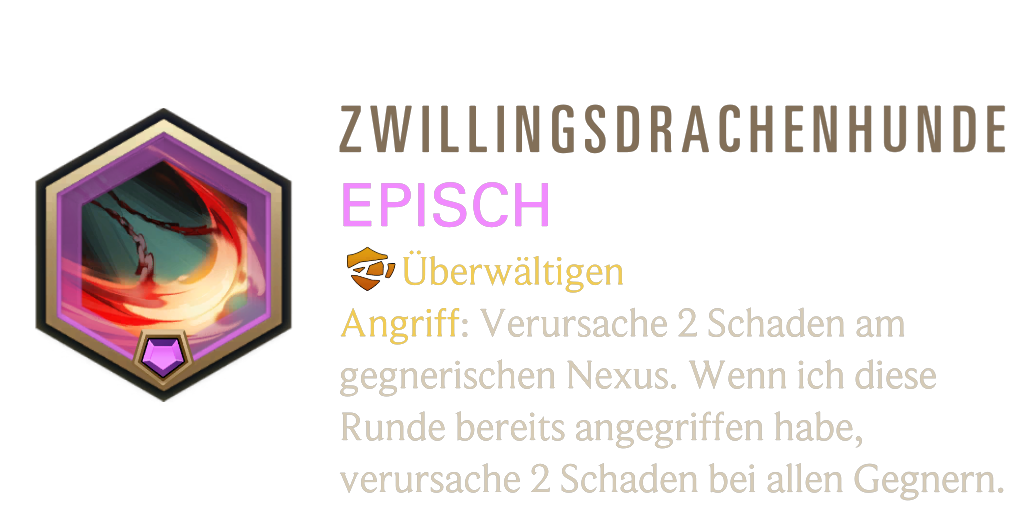 ZWILLINGSDRACHENHUNDE
EPISCH
Überwältigen
Angriff: Verursache 2 Schaden am
gegnerischen Nexus. Wenn ich diese
Runde bereits angegriffen habe,
verursache 2 Schaden bei allen Gegnern.